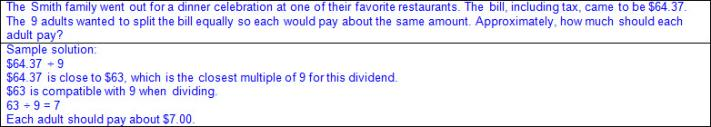 The Smith family went out for a dinner celebration at one of their favorite restaurants. The bill, including tax, came to be $64.37.
The 9 adults wanted to split the bill equally so each would pay about the same amount. Approximately, how much should each
adult pay?
Sample solution:
$64.37 ÷ 9
$64.37 is close to $63, which is the closest multiple of 9 for this dividend.
$63 is compatible with 9 when dividing.
63 ÷ 9 = 7
Each adult should pay about $7.00.